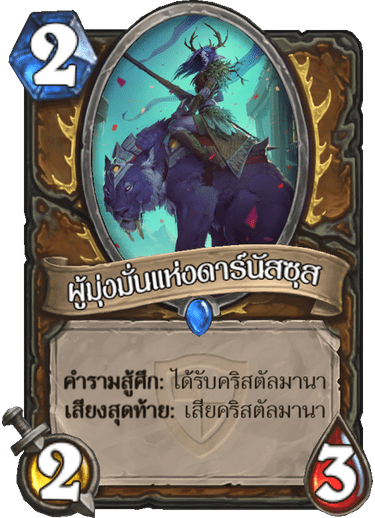 2
ผู้มุ่งมั่นแห่งดาร์นัสซุส
คำรามสู้ศึก: ได้รับคริสตัลมานา
เสียงสุดท้าย: เสียคริสตัลมานา
2
3